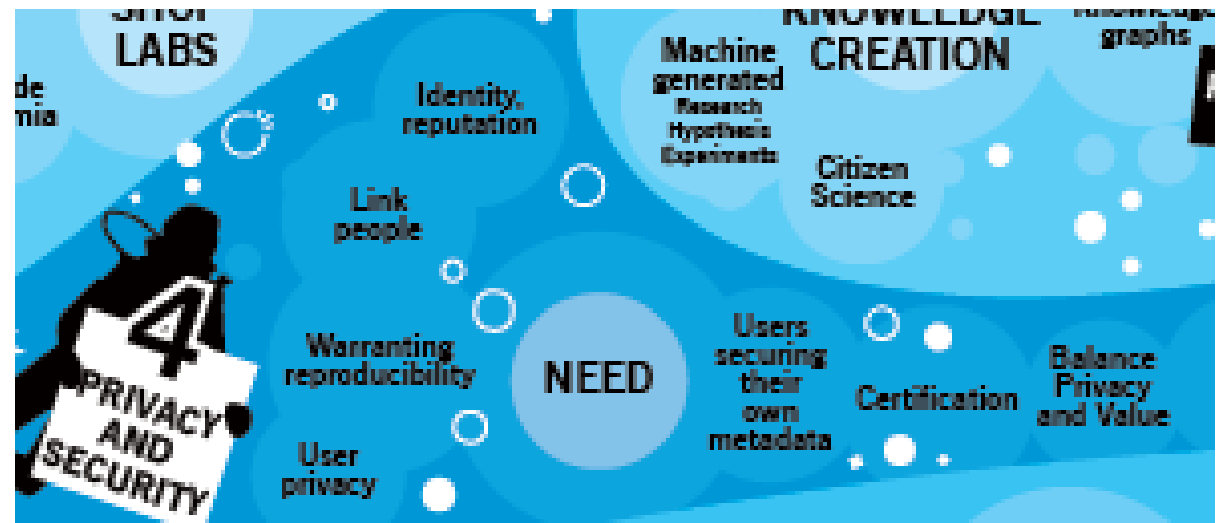 SHOP
LABS
de
mia
Identity,
reputation
Link
people
Warranting
reproducibility
User
privacy
4
PRIVACY
AND
SECURITY
NEED
Machine
generated
Research
Hypothesis
Experiments
KNOWLEDGE
CREATION
Citizen
Science
graphs
Users
securing
their
own
metadata
Certification
Balance
Privacy
and Value